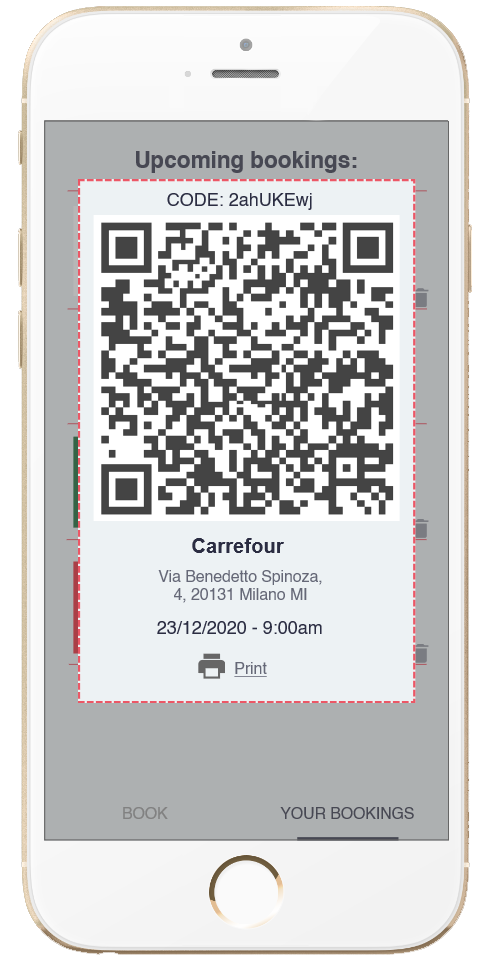 Upcoming bookings:
CODE: 2ahUKEwj
Carrefour
Via Benedetto Spinoza,
4, 20131 Milano MI
23/12/2020 - 9:00am
Print
BOOK
YOUR BOOKINGS